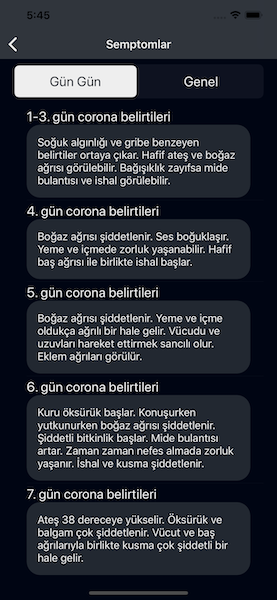 5:45
Semptomlar
Gün Gün
Genel
1-3. gün corona belirtileri
Soğuk algınlığı ve gribe benzeyen
belirtiler ortaya çıkar. Hafif ateş ve boğaz
ağrısı görülebilir. Bağışıklık zayıfsa mide
bulantısı ve ishal görülebilir.
4. gün corona belirtileri
Boğaz ağrısı şiddetlenir. Ses boğuklaşır.
Yeme ve içmede zorluk yaşanabilir. Hafif
baş ağrısı ile birlikte ishal başlar.
5. gün corona belirtileri
Boğaz ağrısı şiddetlenir. Yeme ve içme
oldukça ağrılı bir hale gelir. Vücudu ve
uzuvları hareket ettirmek sancılı olur.
Eklem ağrıları görülür.
6. gün corona belirtileri
Kuru öksürük başlar. Konuşurken
yutkunurken boğaz ağrısı şiddetlenir.
Şiddetli bitkinlik başlar. Mide bulantısı
artar. Zaman zaman nefes almada zorluk
yaşanır. İshal ve kusma şiddetlenir.
7. gün corona belirtileri
Ateş 38 dereceye yükselir. Öksürük ve
balgam çok şiddetlenir. Vücut ve baş
ağrılarıyla birlikte kusma çok şiddetli bir
hale gelir.